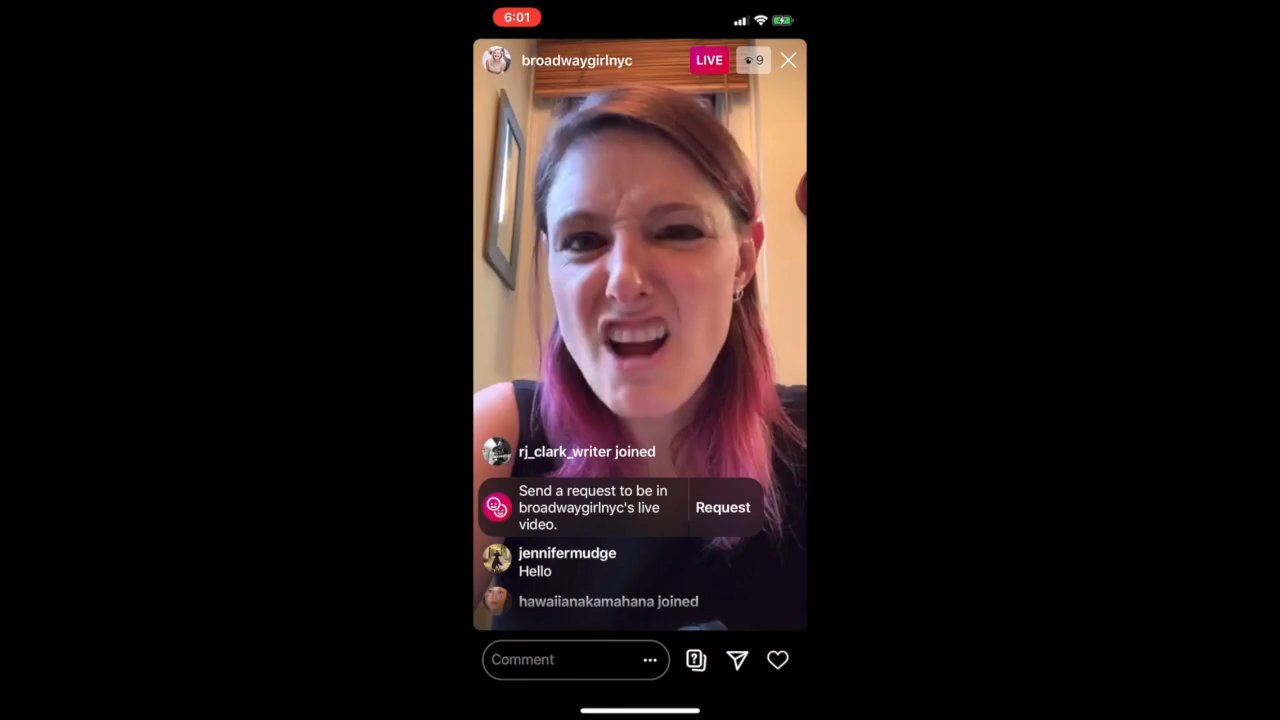 6:01
broadwaygirlnyc LIVE 9
rj_clark_writer joined
Send a request to be in
broadwaygirlnyc's live
video.
Request
jennifermudge
Hello
hawaiianakamahana joined
Comment